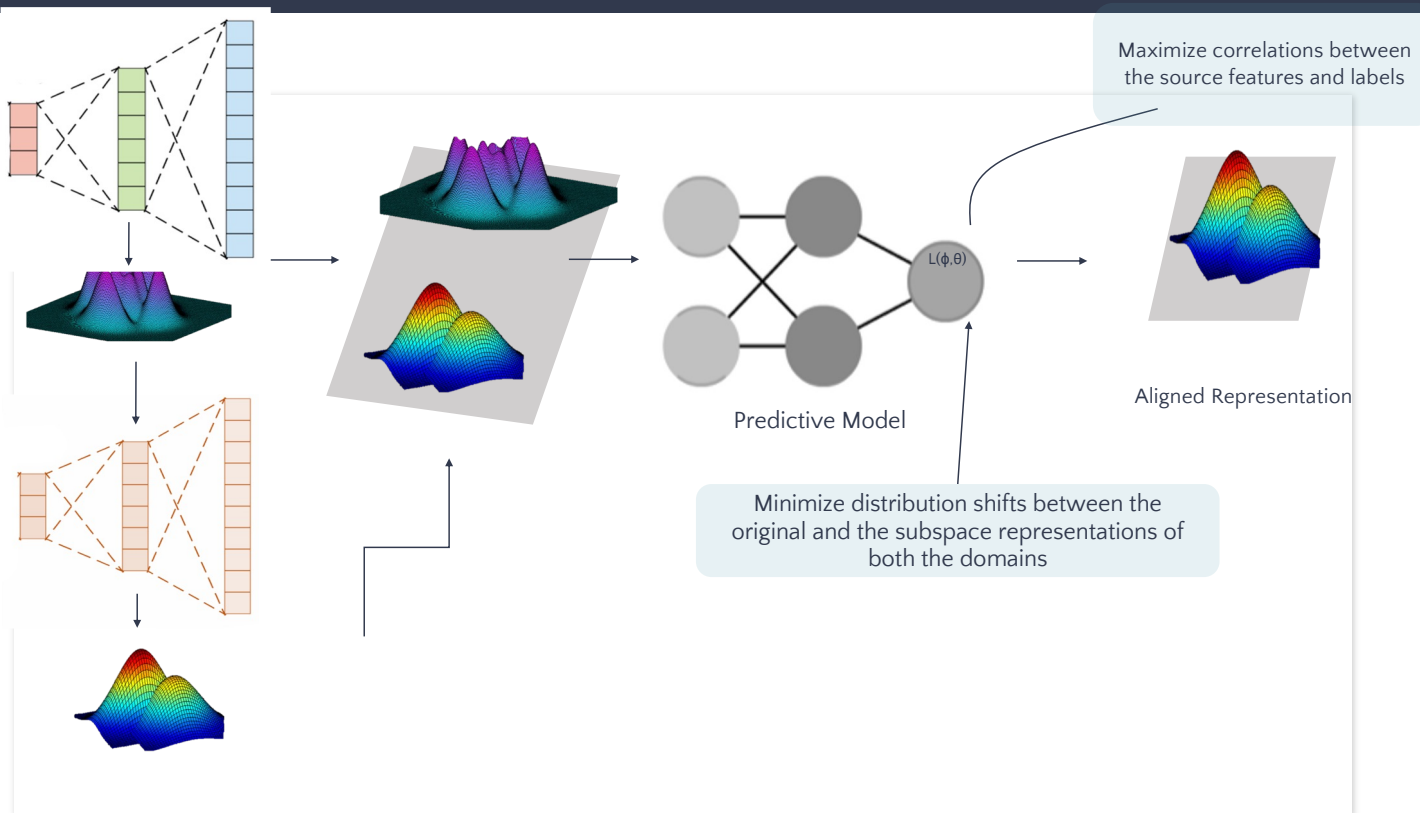 Maximize correlations between
the source features and labels
L(ϕ,θ)
Predictive Model
Aligned Representation
Minimize distribution shifts between the
original and the subspace representations of
both the domains